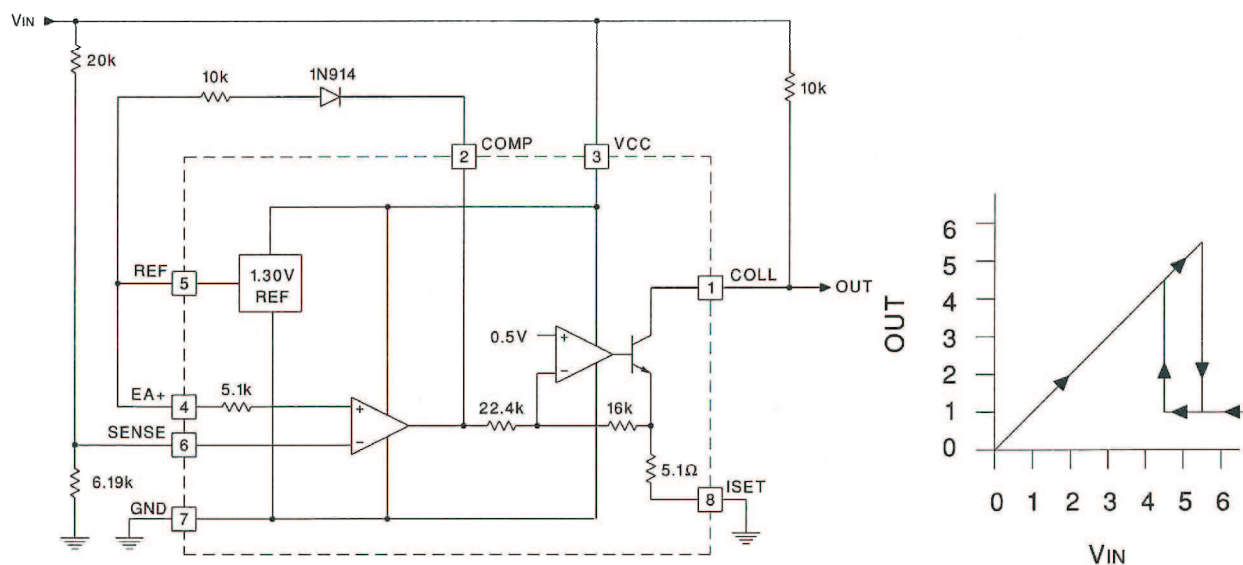 VIN
20k
10k
1N914
10k
COMP
2
VCC
3
REF
5
1.30V
REF
1
COLL
OUT
0.5V
+
−
EA+
4
5.1k
+
−
22.4k
16k
SENSE
6
6.19k
5.1Ω
ISET
8
GND
7
OUT
6
5
4
3
2
1
0
0 1 2 3 4 5 6
VIN